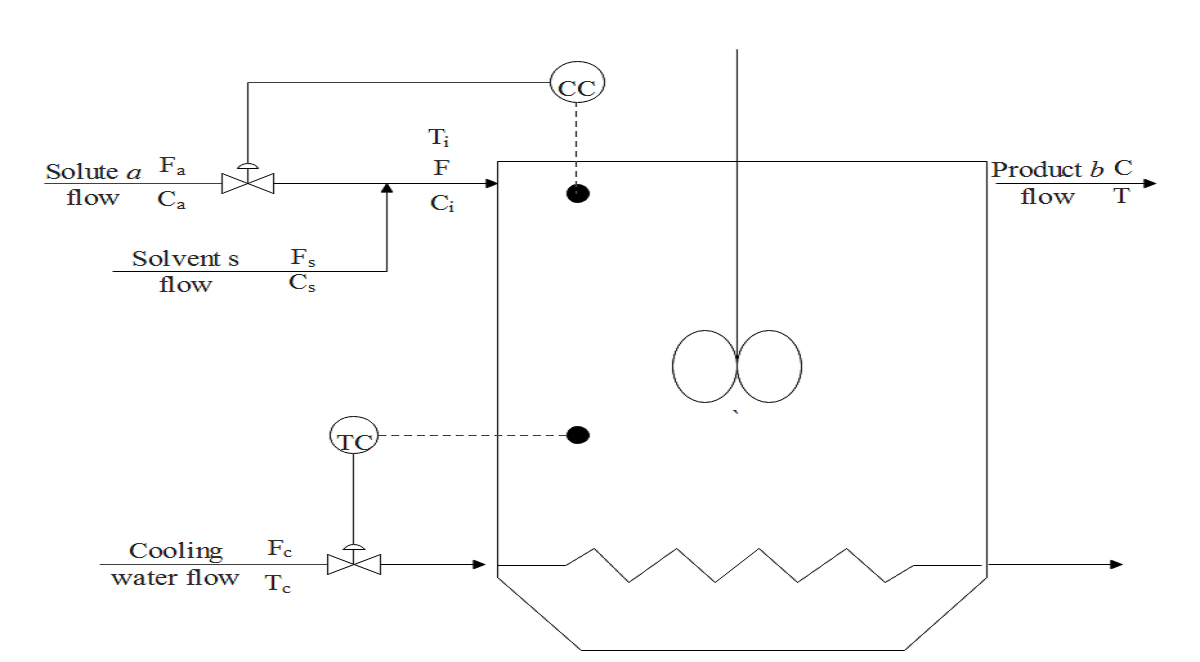 CC
T_i
Solute a F_a
F
Product b C
flow C_a
C_i
flow T
Solvent s F_s
flow C_s
`
TC
Cooling F_c
water flow T_c